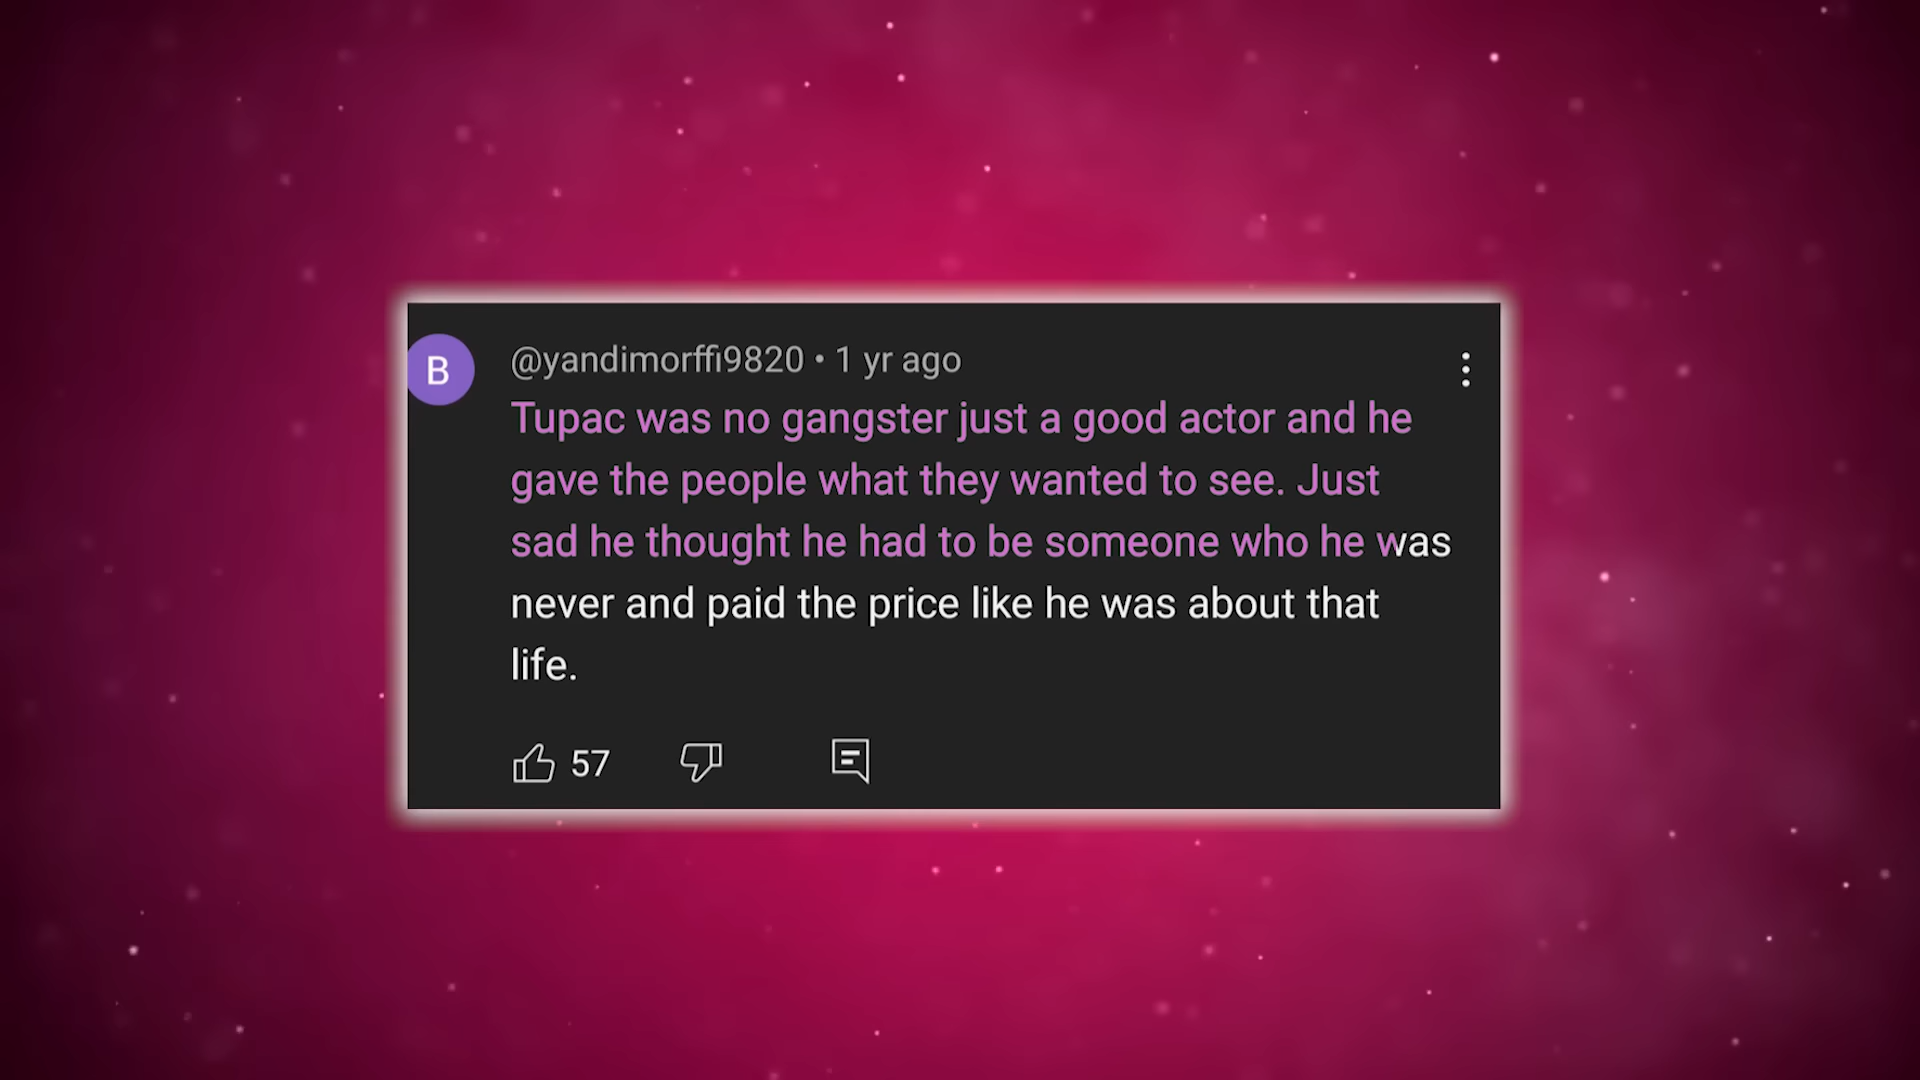 B
@yandimorffi9820 • 1 yr ago
Tupac was no gangster just a good actor and he
gave the people what they wanted to see. Just
sad he thought he had to be someone who he was
never and paid the price like he was about that
life.
57